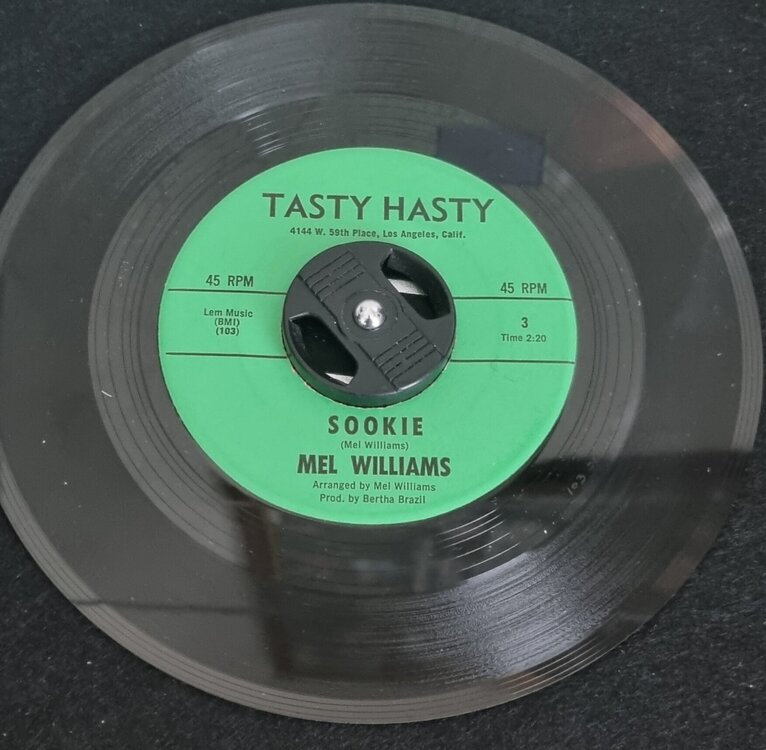 TASTY HASTY
4144 W. 59th Place, Los Angeles, Calif.
45 RPM
45 RPM
Lem Music
(BMI)
(103)
3
Time 2:20
SOOKIE
(Mel Williams)
MEL WILLIAMS
Arranged by Mel Williams
Prod. by Bertha Brazil